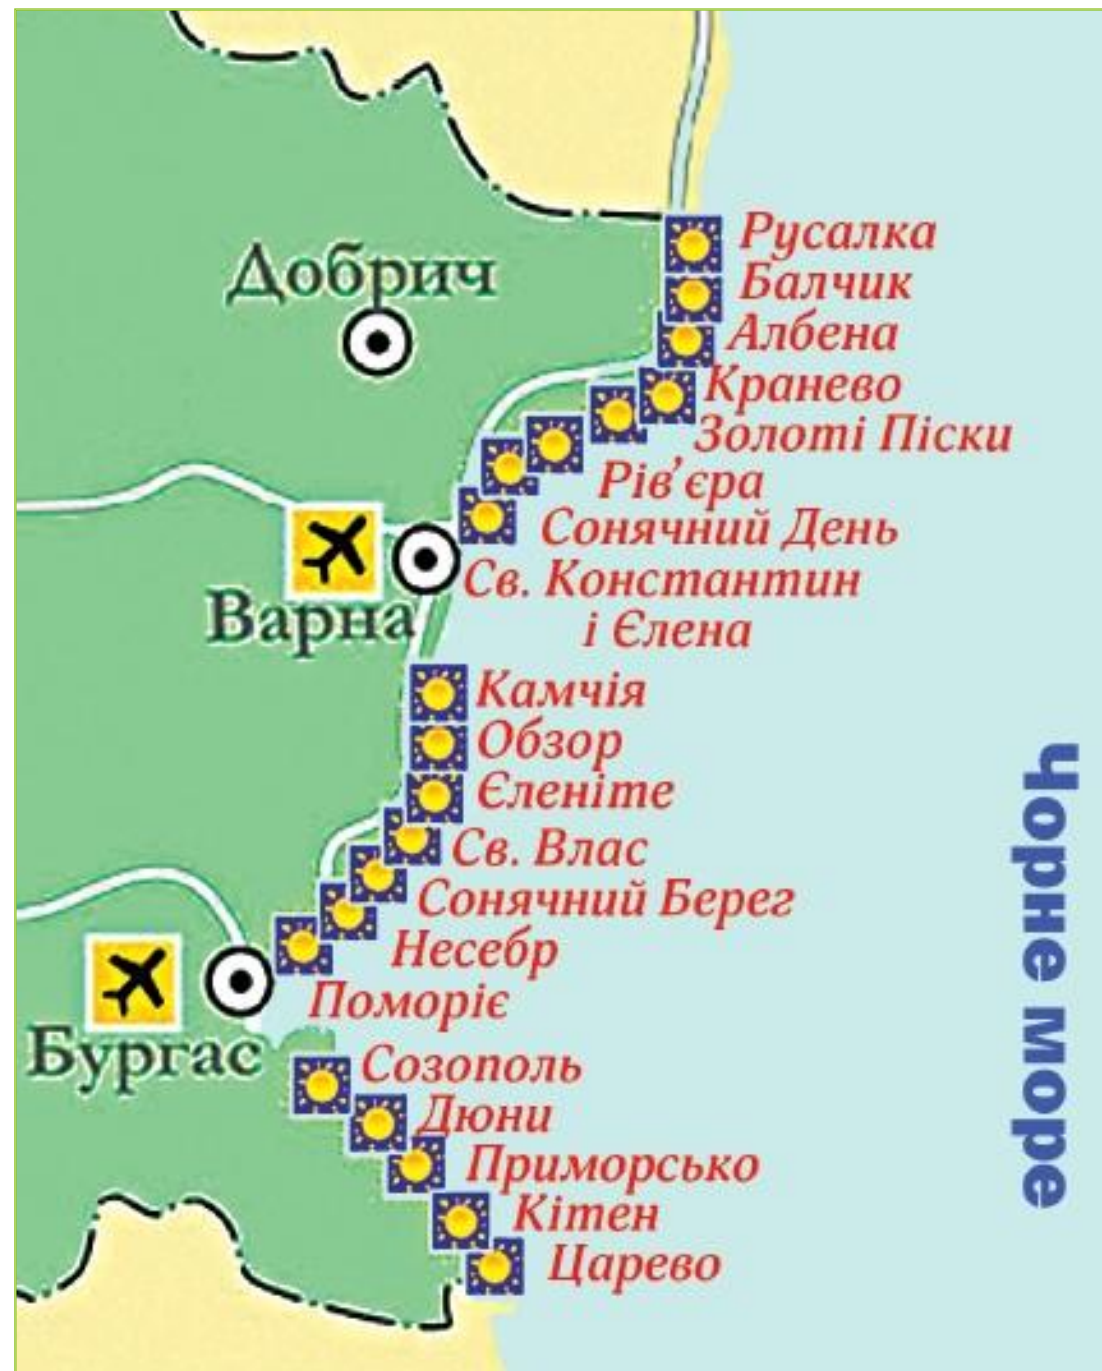 Русалка
Добрич
Балчик
Албена
Кранево
Золоті Піски
Рів’єра
Сонячний День
Св. Константин
і Єлена
Варна
Камчія
Обзор
Єленіте
Св. Влас
Сонячний Берег
Несебр
Поморіє
Бургас
Созополь
Дюни
Приморсько
Кітен
Царево
Чорне море